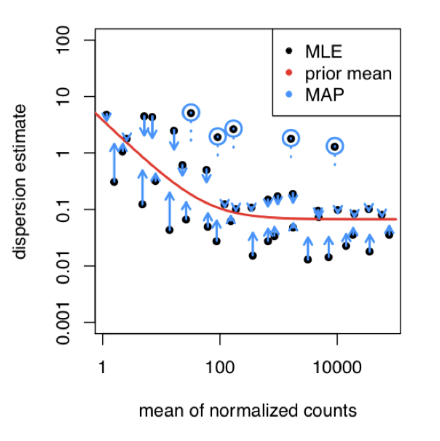 100
10
1
0.1
0.01
0.001
dispersion estimate
MLE
prior mean
MAP
1
100
10000
mean of normalized counts